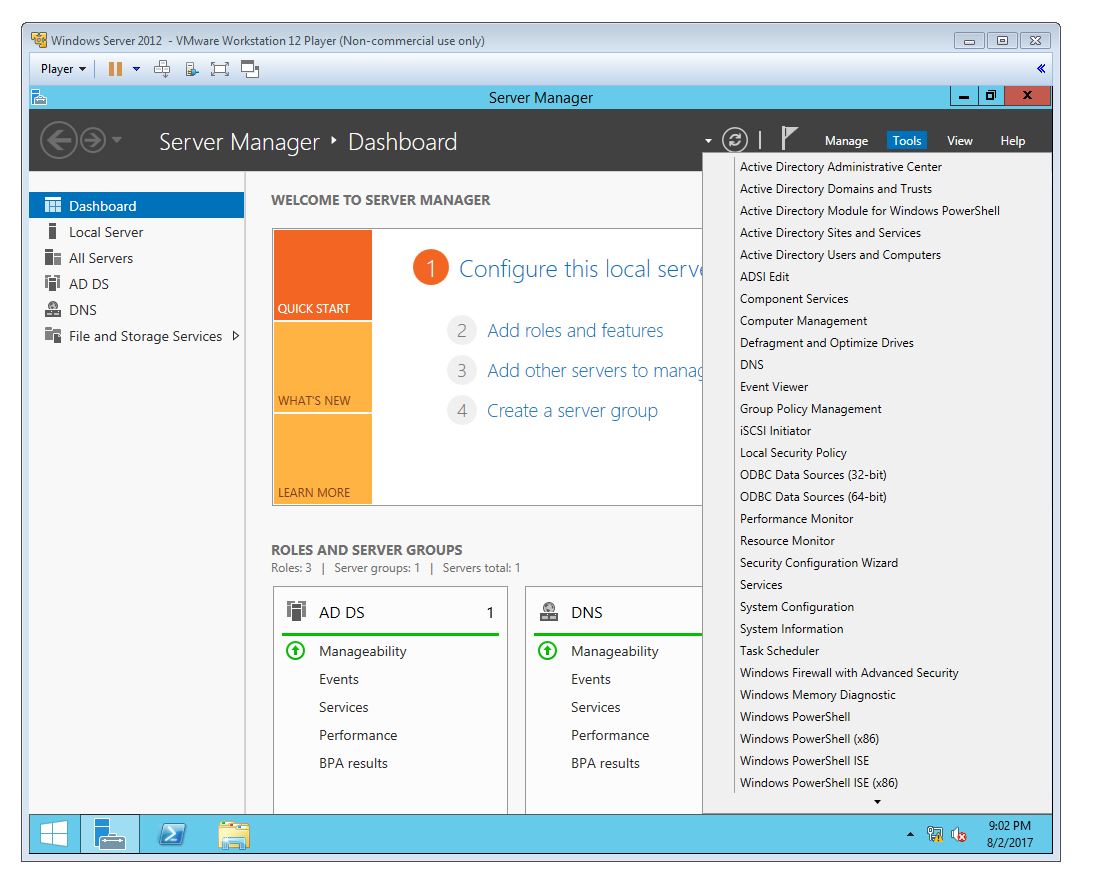 Windows Server 2012 - VMware Workstation 12 Player (Non-commercial use only)
Player
Server Manager
Server Manager Dashboard
Manage Tools View Help
Dashboard
Local Server
All Servers
AD DS
DNS
File and Storage Services
WELCOME TO SERVER MANAGER
QUICK START
WHAT'S NEW
LEARN MORE
1 Configure this local serve
2 Add roles and features
3 Add other servers to manag
4 Create a server group
ROLES AND SERVER GROUPS
Roles: 3 | Server groups: 1 | Servers total: 1
AD DS 1
Manageability
Events
Services
Performance
BPA results
DNS
Manageability
Events
Services
Performance
BPA results
Active Directory Administrative Center
Active Directory Domains and Trusts
Active Directory Module for Windows PowerShell
Active Directory Sites and Services
Active Directory Users and Computers
ADSI Edit
Component Services
Computer Management
Defragment and Optimize Drives
DNS
Event Viewer
Group Policy Management
iSCSI Initiator
Local Security Policy
ODBC Data Sources (32-bit)
ODBC Data Sources (64-bit)
Performance Monitor
Resource Monitor
Security Configuration Wizard
Services
System Configuration
System Information
Task Scheduler
Windows Firewall with Advanced Security
Windows Memory Diagnostic
Windows PowerShell
Windows PowerShell (x86)
Windows PowerShell ISE
Windows PowerShell ISE (x86)
9:02 PM
8/2/2017